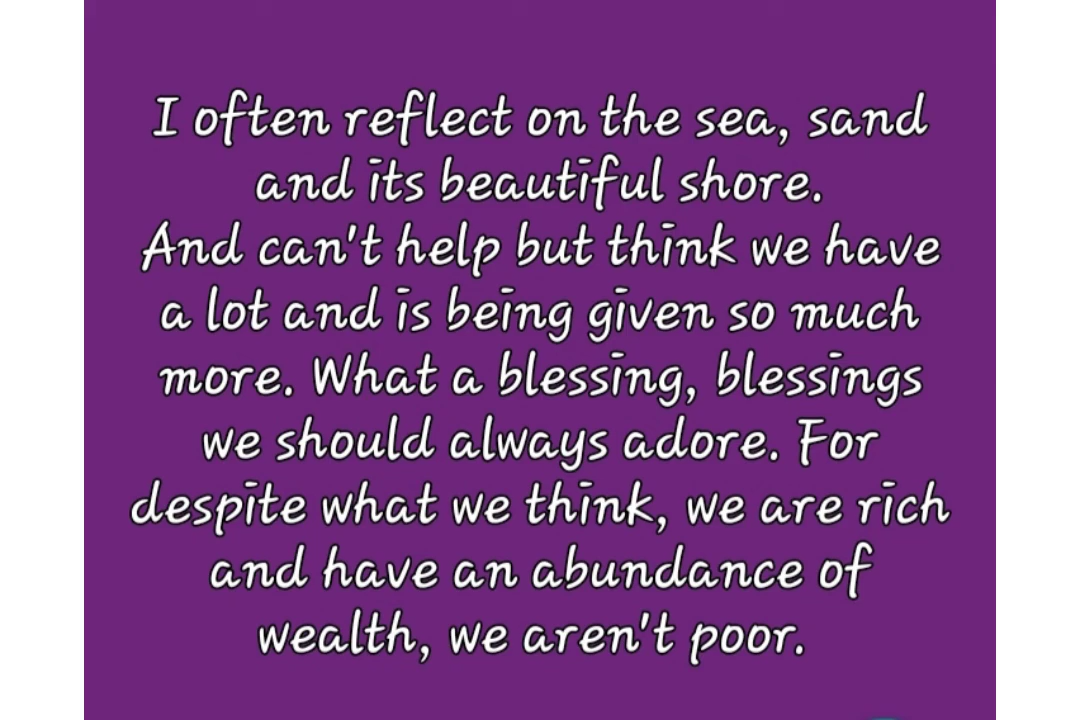 I often reflect on the sea, sand
and its beautiful shore.
And can't help but think we have
a lot and is being given so much
more. What a blessing, blessings
we should always adore. For
despite what we think, we are rich
and have an abundance of
wealth, we aren't poor.